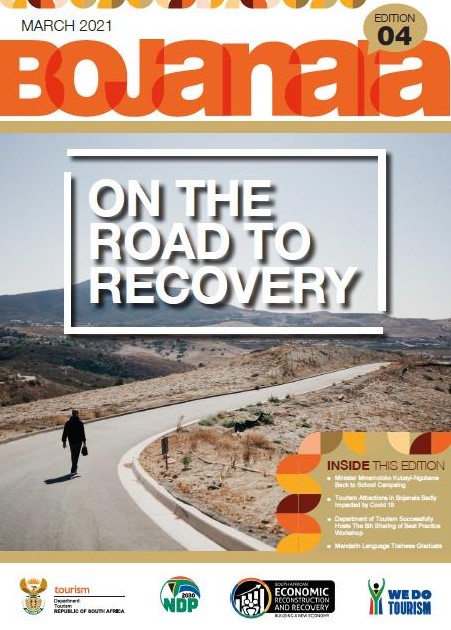 MARCH 2021
EDITION
04
BOJanala
ON THE
ROAD TO
RECOVERY
INSIDE THIS EDITION
Minister Mmamoloko Kubayi-Ngubane
Back to School Campaing
Tourism Attractions in Bojanala Badly
Impacted by Covid 19
Department of Tourism Successfully
Hosts The 6th Sharing of Best Practice
Workshop
Mandarin Language Trainees Graduate
tourism
Department:
Tourism
REPUBLIC OF SOUTH AFRICA
2030
NDP
SOUTH AFRICAN
ECONOMIC
RECONSTRUCTION
AND RECOVERY
BUILDING A NEW ECONOMY
WE DO
TOURISM